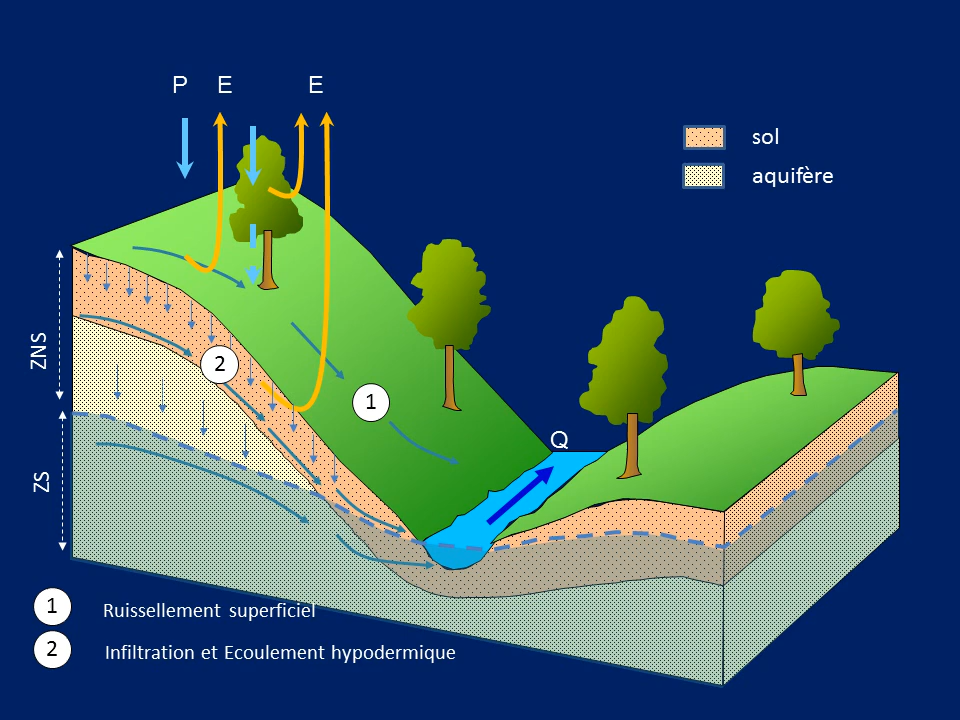 P E E
sol
aquifère
ZNS
2
1
Q
ZS
1 Ruissellement superficiel
2 Infiltration et Ecoulement hypodermique